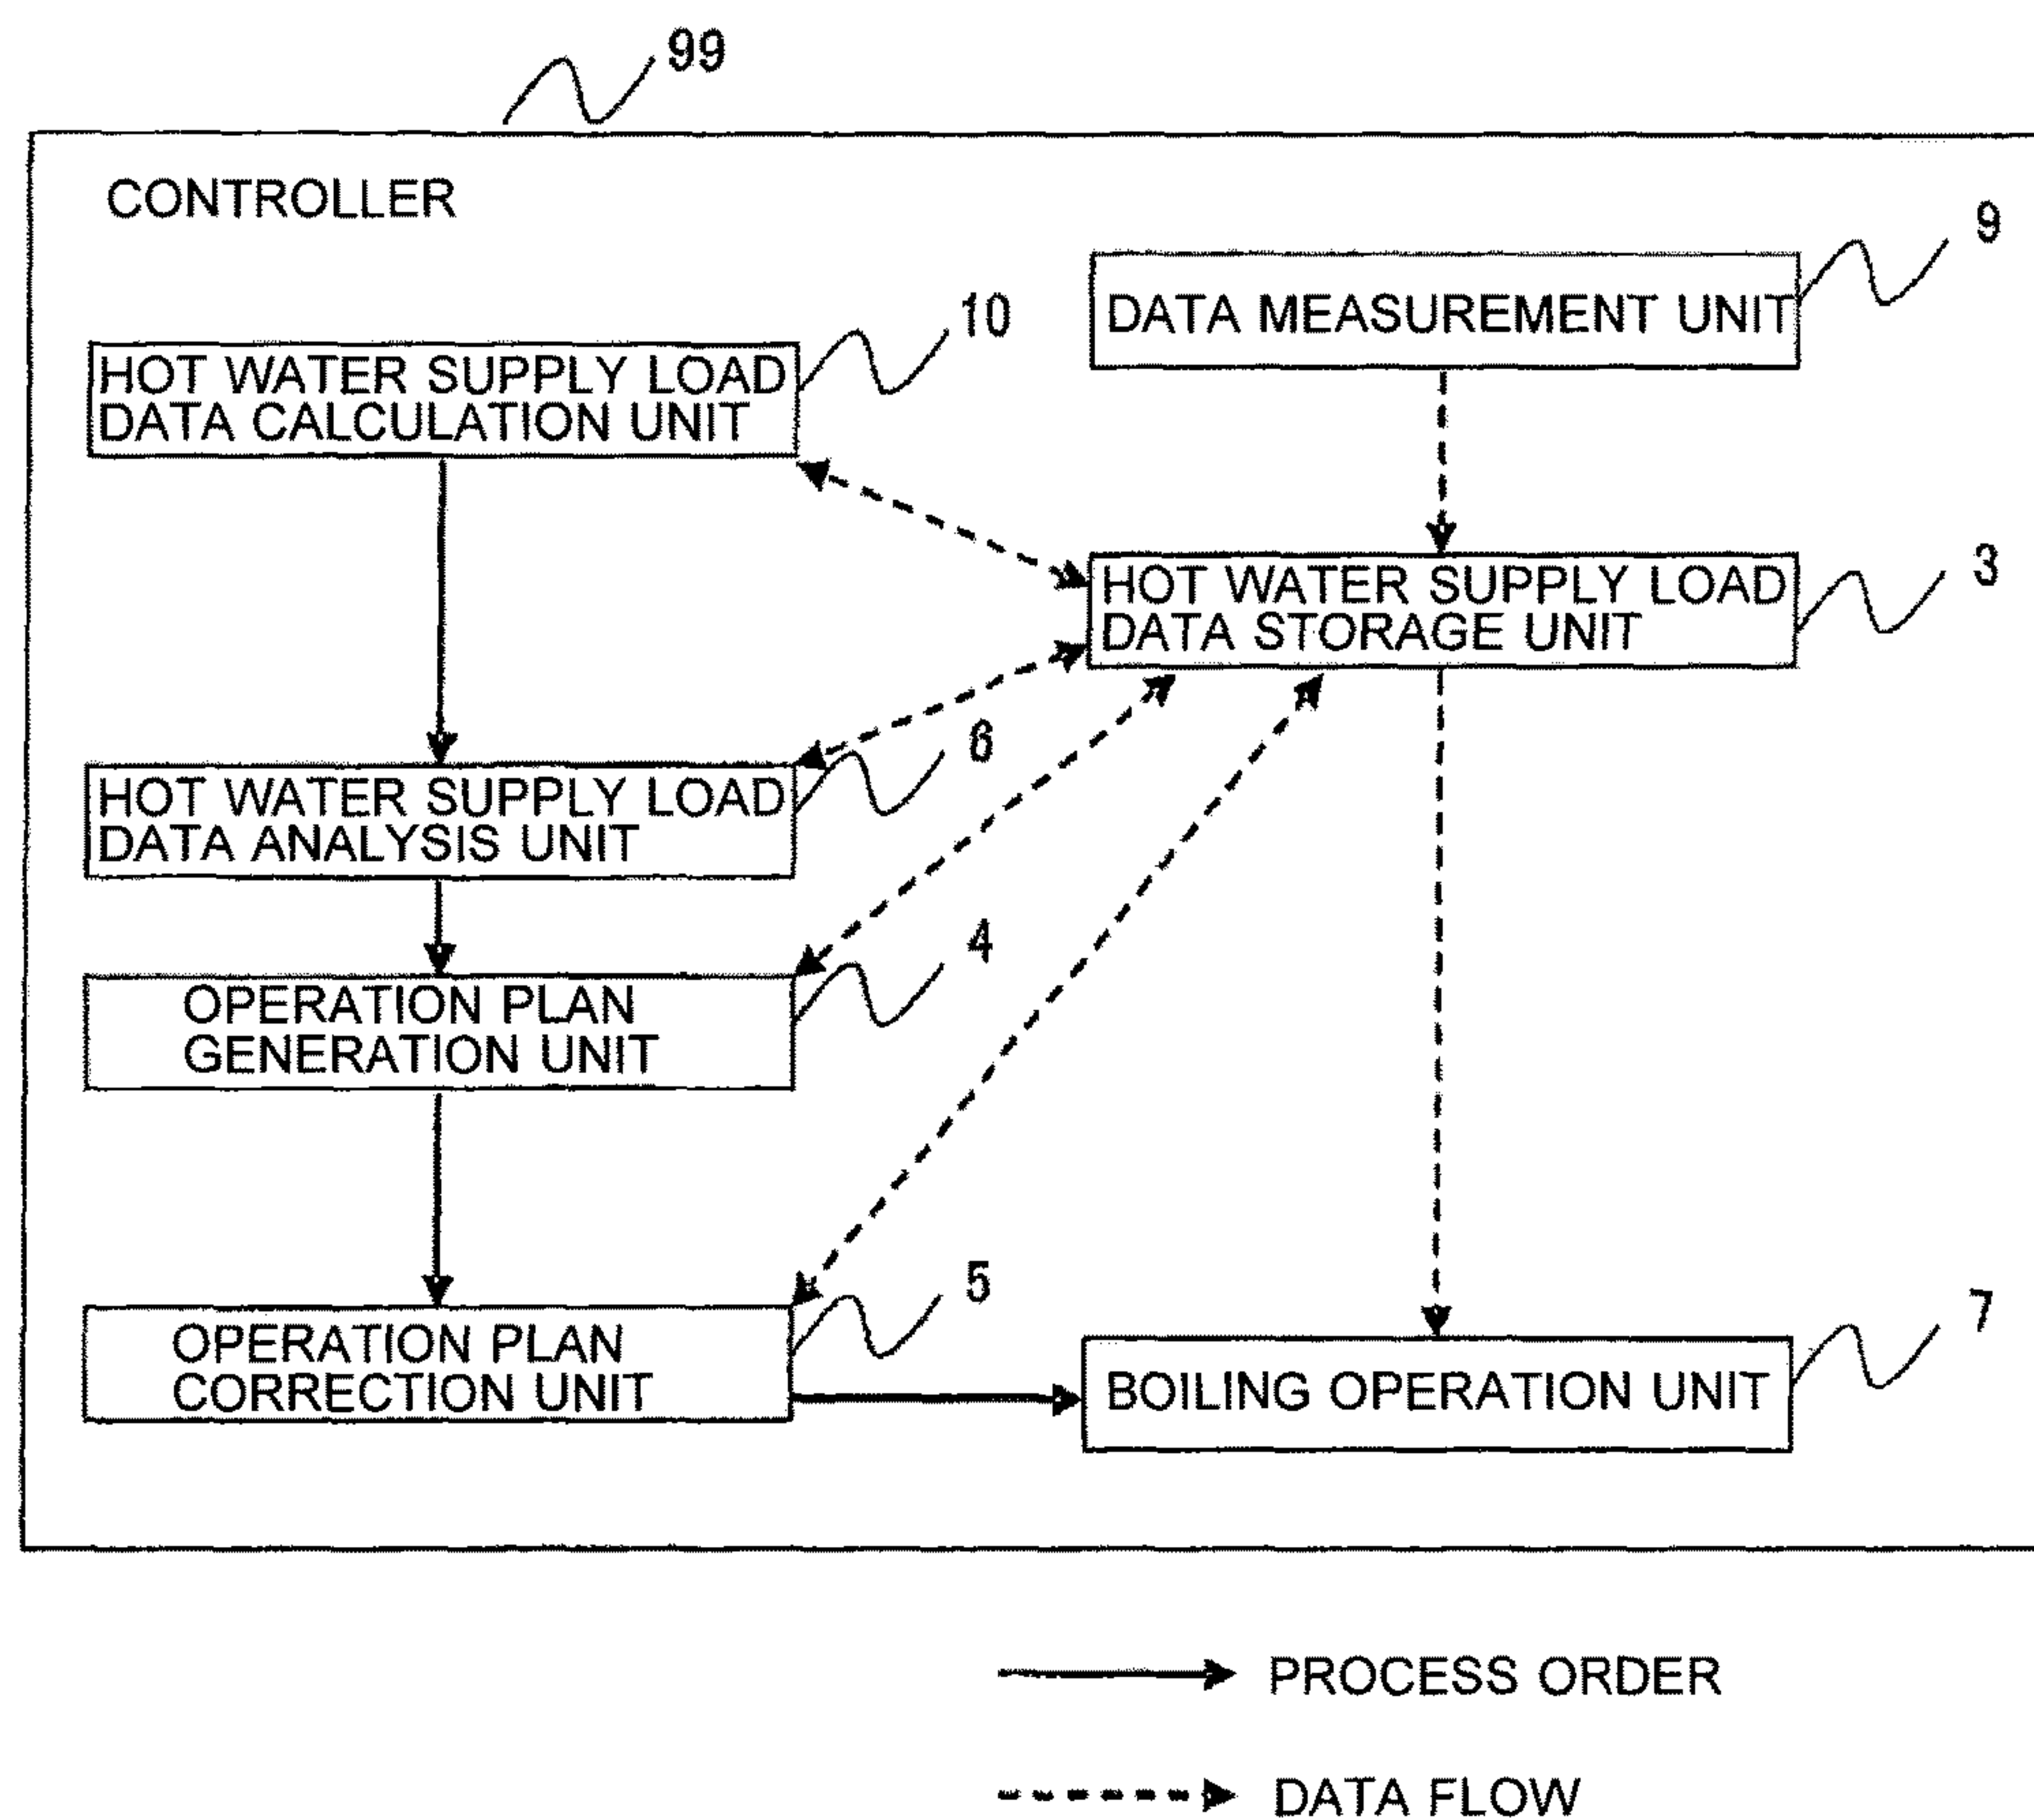 99
CONTROLLER
9
DATA MEASUREMENT UNIT
10
HOT WATER SUPPLY LOAD
DATA CALCULATION UNIT
3
HOT WATER SUPPLY LOAD
DATA STORAGE UNIT
6
HOT WATER SUPPLY LOAD
DATA ANALYSIS UNIT
4
OPERATION PLAN
GENERATION UNIT
5
OPERATION PLAN
CORRECTION UNIT
7
BOILING OPERATION UNIT
PROCESS ORDER
DATA FLOW